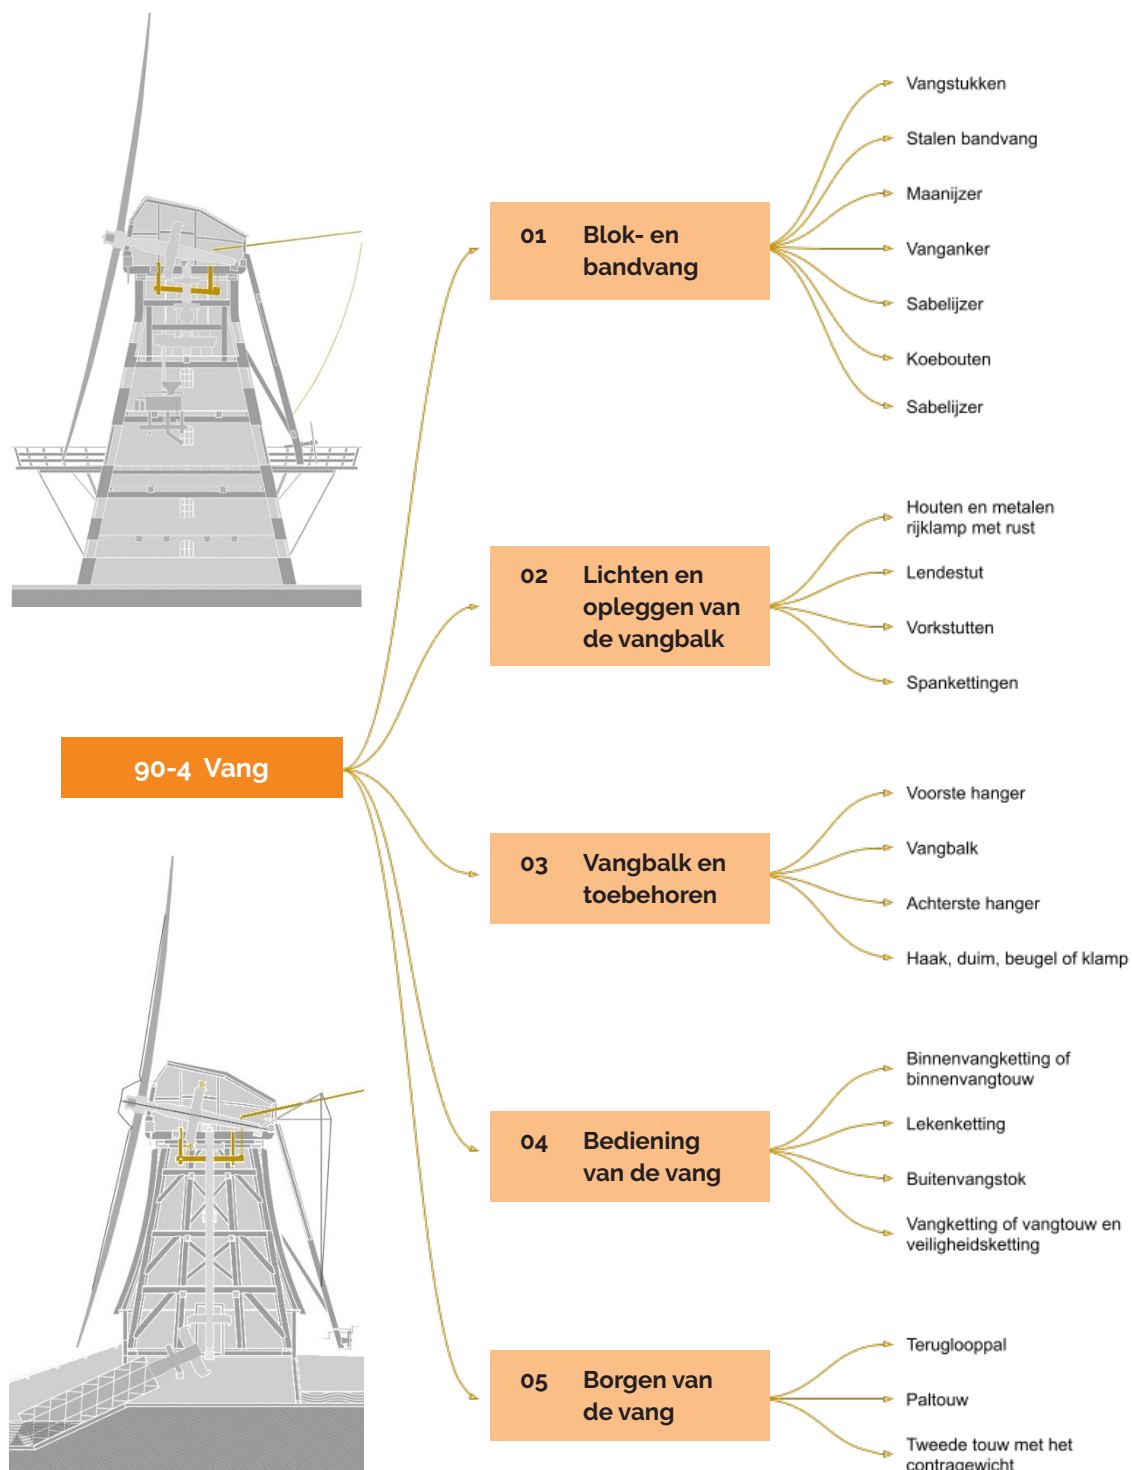 90-4 Vang
01 Blok- en
bandvang
Vangstukken
Stalen bandvang
Maanijzer
Vanganker
Sabelijzer
Koebouten
Sabelijzer
02 Lichten en
opleggen van
de vangbalk
Houten en metalen
rijklamp met rust
Lendestut
Vorkstutten
Spankettingen
03 Vangbalk en
toebehoren
Voorste hanger
Vangbalk
Achterste hanger
Haak, duim, beugel of klamp
04 Bediening
van de vang
Binnenvangketting of
binnenvangtouw
Lekenketting
Buitenvangstok
Vangketting of vangtouw en
veiligheidsketting
05 Borgen van
de vang
Teruglooppal
Paltouw
Tweede touw met het
contragewicht